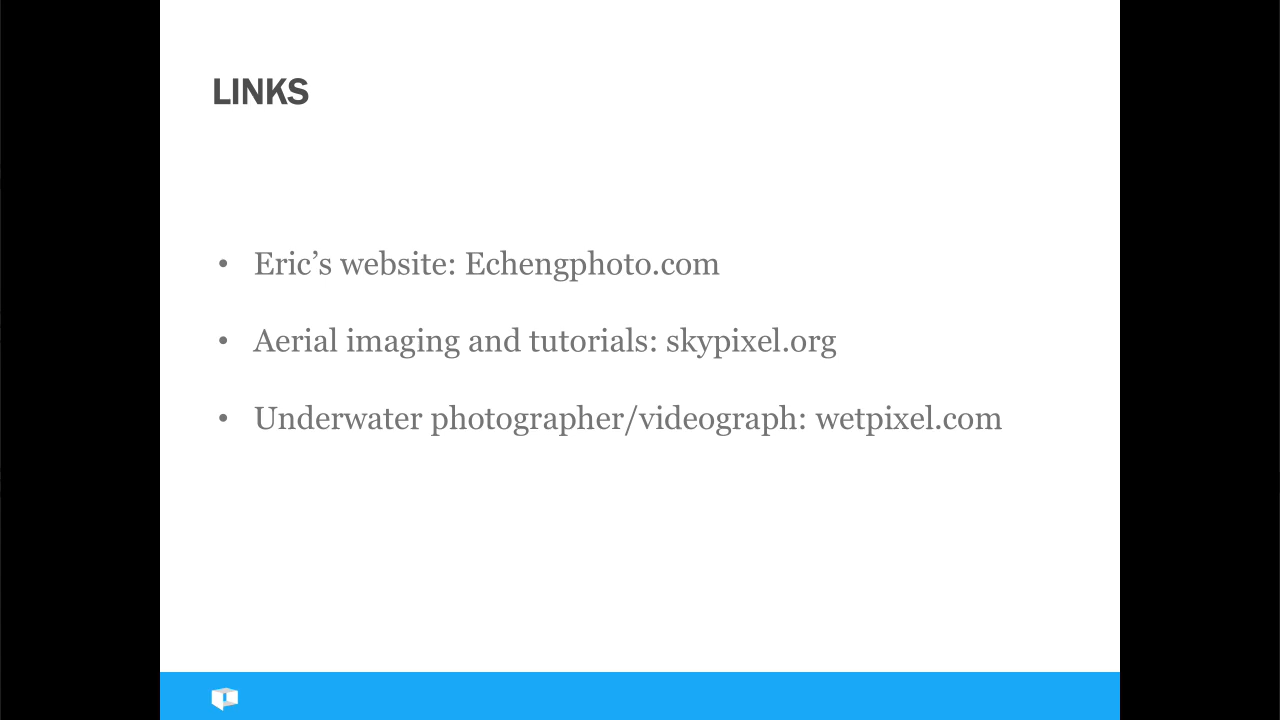 LINKS
• Eric’s website: Echengphoto.com
• Aerial imaging and tutorials: skypixel.org
• Underwater photographer/videograph: wetpixel.com